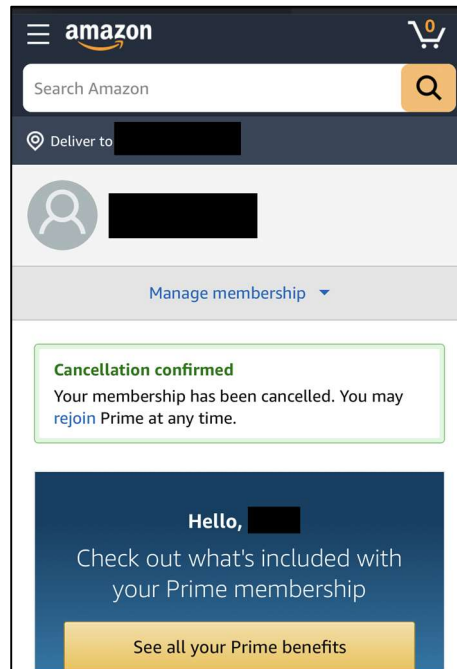 amazon
0
Search Amazon
Deliver to
Manage membership
Cancellation confirmed
Your membership has been cancelled. You may
rejoin Prime at any time.
Hello,
Check out what's included with
your Prime membership
See all your Prime benefits